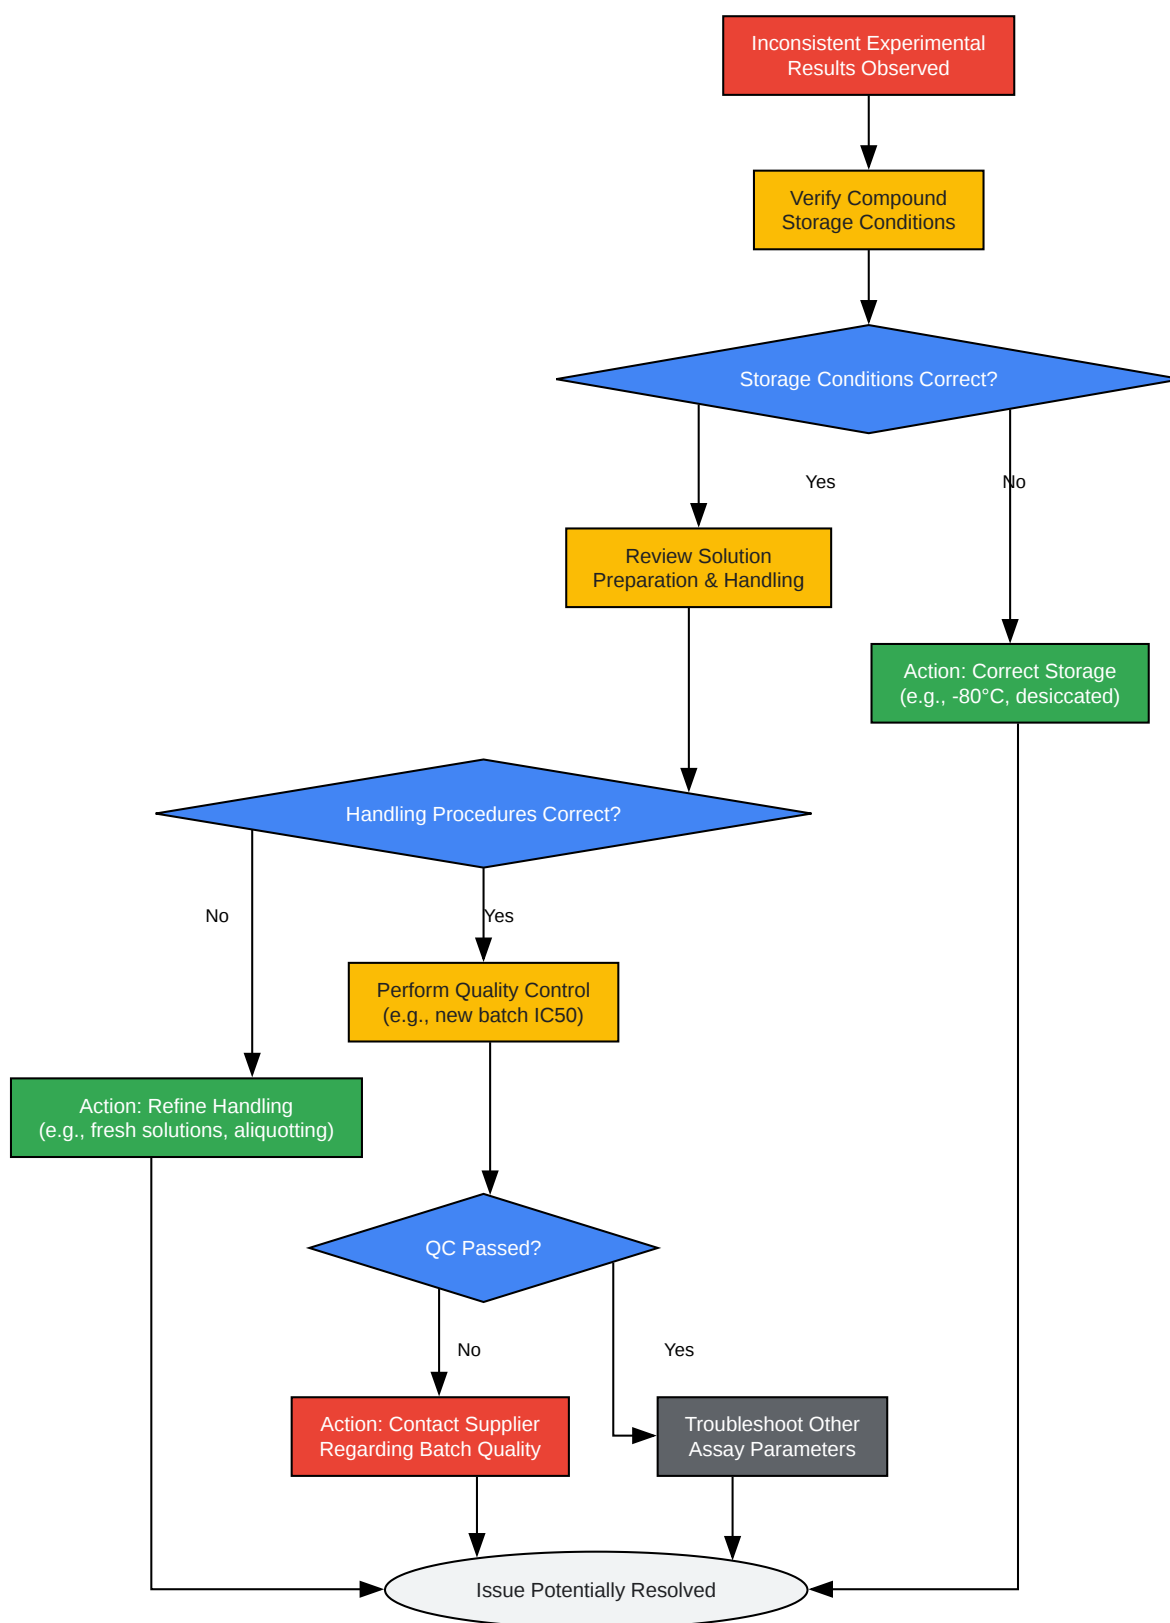 Inconsistent Experimental
Results Observed
Verify Compound
Storage Conditions
Storage Conditions Correct?
Yes
No
Review Solution
Preparation & Handling
Action: Correct Storage
(e.g., -80°C, desiccated)
Handling Procedures Correct?
No
Yes
Perform Quality Control
(e.g., new batch IC50)
Action: Refine Handling
(e.g., fresh solutions, aliquotting)
QC Passed?
No
Yes
Action: Contact Supplier
Regarding Batch Quality
Troubleshoot Other
Assay Parameters
Issue Potentially Resolved